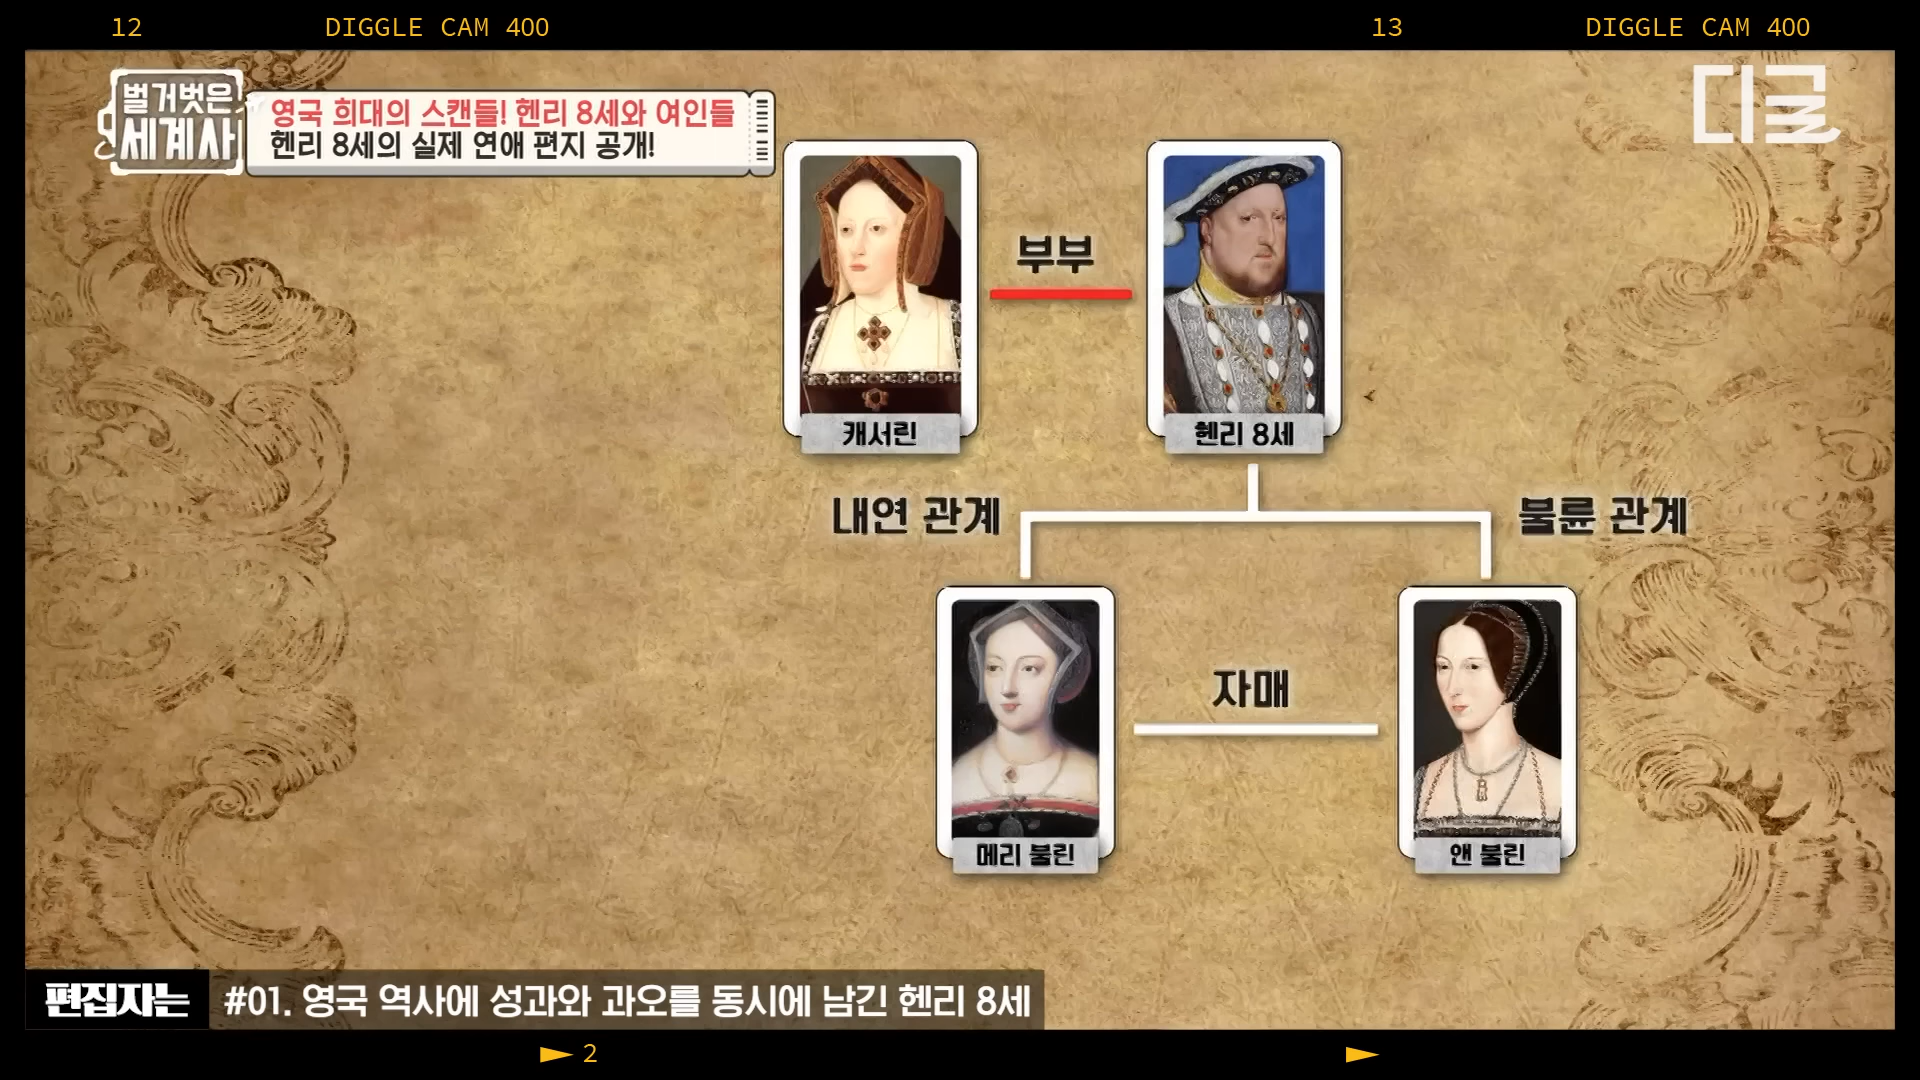 12
DIGGLE CAM 400
13
DIGGLE CAM 400
벌거벗은
세계사
영국 희대의 스캔들! 헨리 8세와 여인들
헨리 8세의 실제 연애 편지 공개!
디글
부부
캐서린
헨리 8세
내연 관계
불륜 관계
자매
메리 불린
앤 불린
편집자는
#01. 영국 역사에 성과와 과오를 동시에 남긴 헨리 8세
2